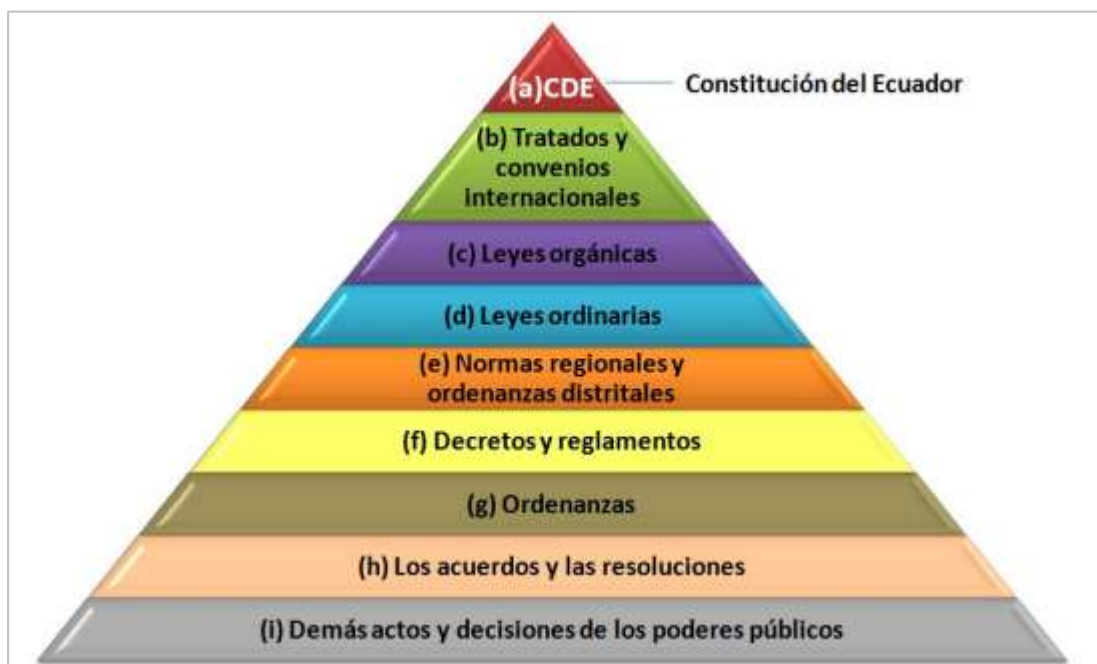 (a)CDE
Constitución del Ecuador
(b) Tratados y
convenios
internacionales
(c) Leyes orgánicas
(d) Leyes ordinarias
(e) Normas regionales y
ordenanzas distritales
(f) Decretos y reglamentos
(g) Ordenanzas
(h) Los acuerdos y las resoluciones
(i) Demás actos y decisiones de los poderes públicos